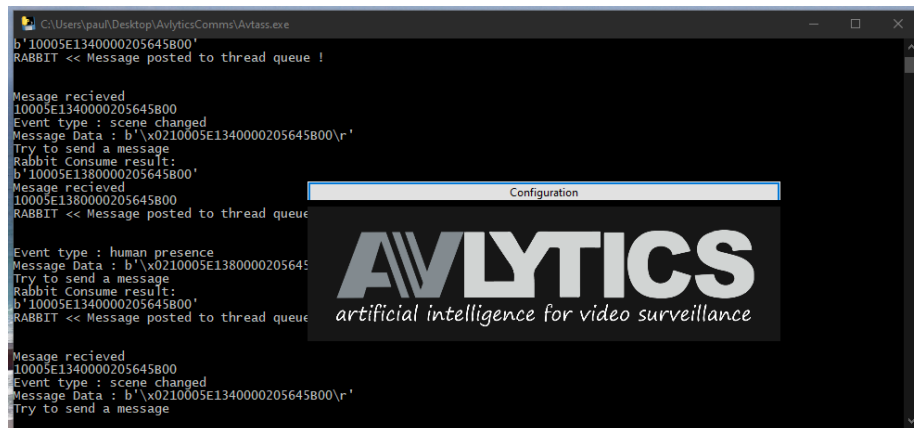 C:\Users\paul\Desktop\AvlyticsComms\Avtass.exe
b'10005E1340000205645B00'
RABBIT << Message posted to thread queue !
Mesage recieved
10005E1340000205645B00
Event type : scene changed
Message Data : b'\x0210005E1340000205645B00\r'
Try to send a message
Rabbit Consume result:
b'10005E1380000205645B00'
Mesage recieved
10005E1380000205645B00
RABBIT << Message posted to thread queue
Event type : human presence
Message Data : b'\x0210005E1380000205645
Try to send a message
Rabbit Consume result:
b'10005E1340000205645B00'
RABBIT << Message posted to thread queue
Mesage recieved
10005E1340000205645B00
Event type : scene changed
Message Data : b'\x0210005E1340000205645B00\r'
Try to send a message
Configuration
AVLYTICS
artificial intelligence for video surveillance